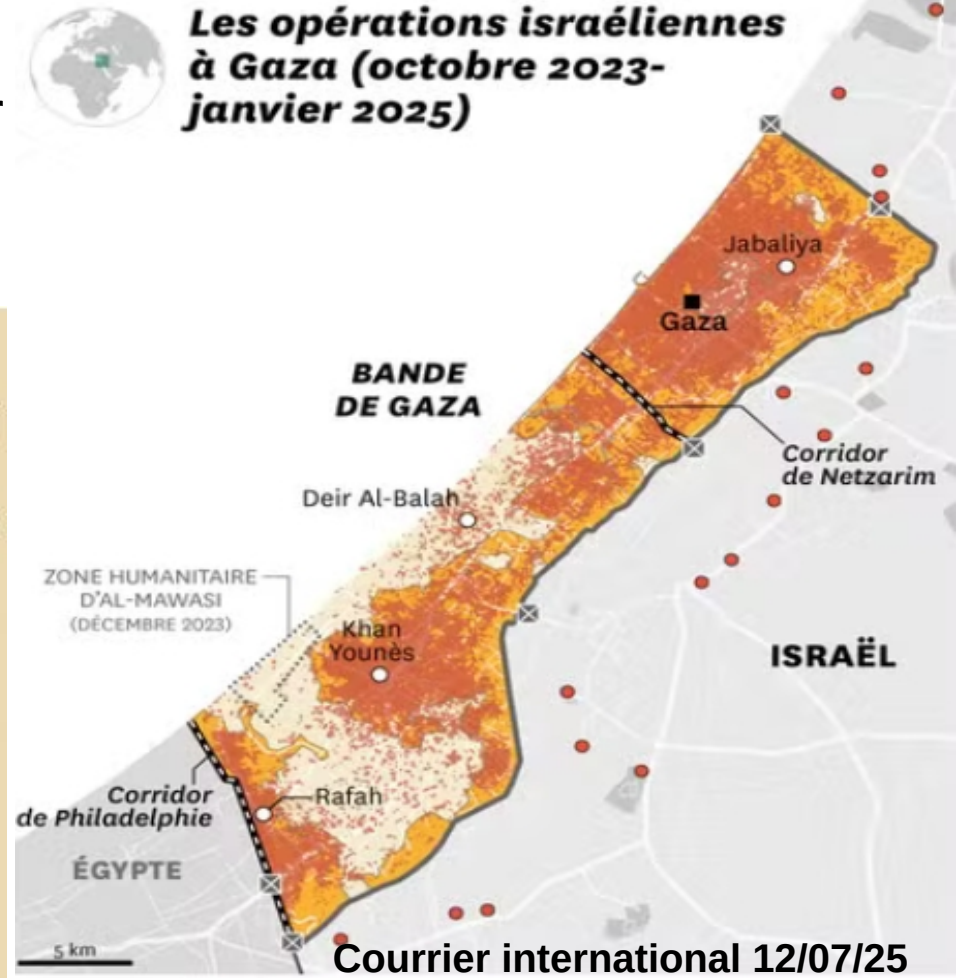 Les opérations israéliennes
à Gaza (octobre 2023-
janvier 2025)
Jabaliya
Gaza
BANDE
DE GAZA
Corridor
de Netzarim
Deir Al-Balah
ZONE HUMANITAIRE
D'AL-MAWASI
(DÉCEMBRE 2023)
Khan
Younès
ISRAËL
Corridor
de Philadelphie
Rafah
ÉGYPTE
5 km
Courrier international 12/07/25